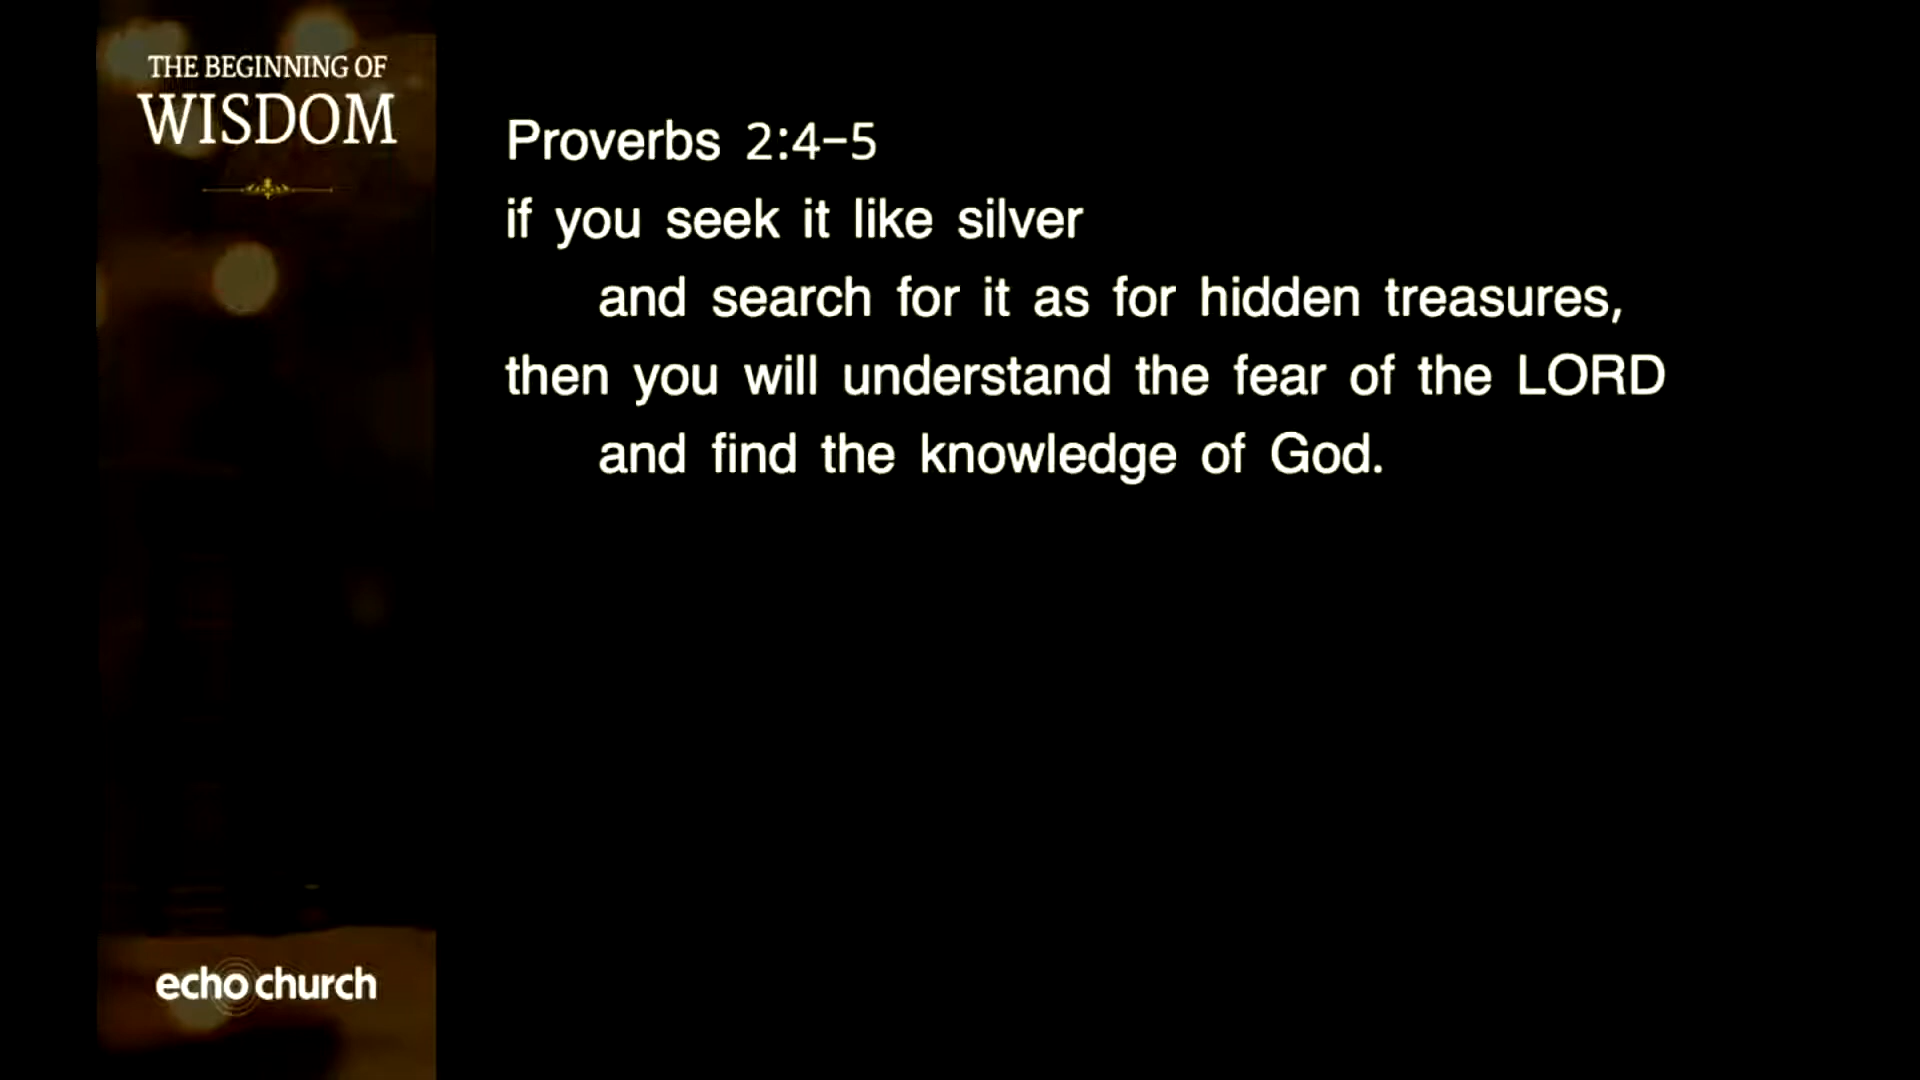 THE BEGINNING OF
WISDOM
Proverbs 2:4–5
if you seek it like silver
and search for it as for hidden treasures,
then you will understand the fear of the LORD
and find the knowledge of God.
echo church